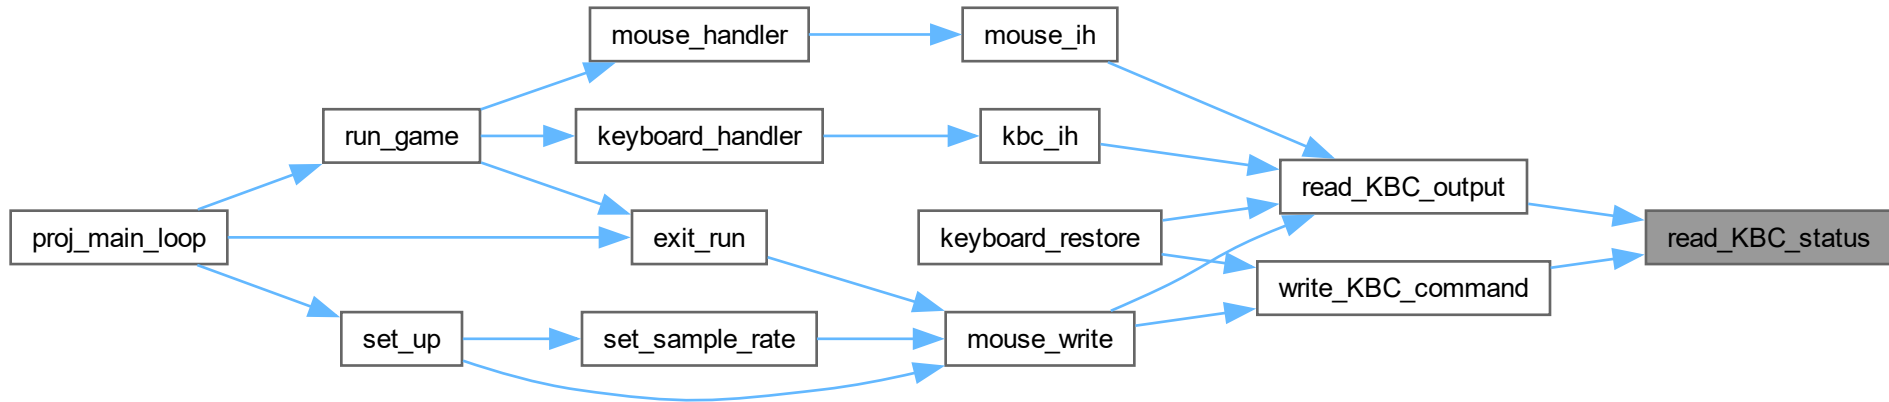 mouse_handler
mouse_ih
run_game
keyboard_handler
kbc_ih
read_KBC_output
proj_main_loop
exit_run
keyboard_restore
read_KBC_status
write_KBC_command
set_up
set_sample_rate
mouse_write